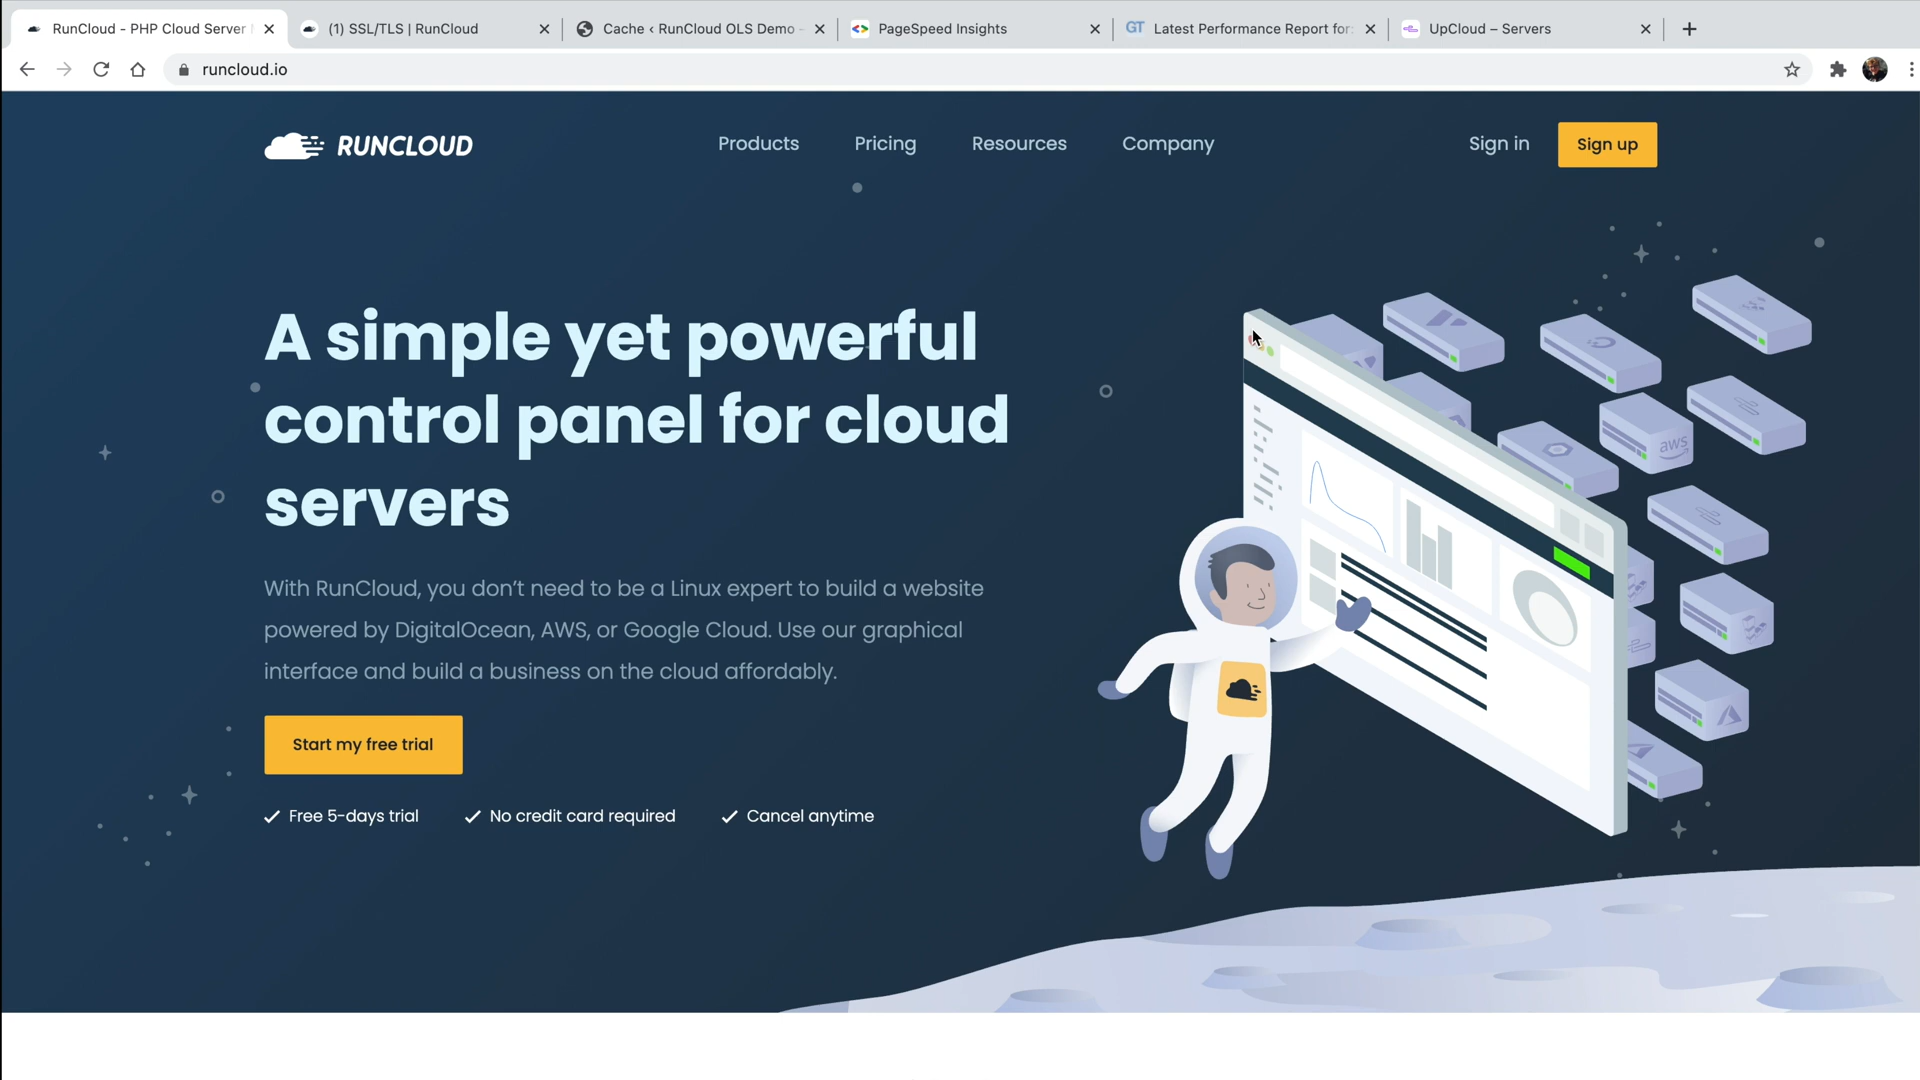 RunCloud - PHP Cloud Server
(1) SSL/TLS | RunCloud
Cache ‹ RunCloud OLS Demo -
PageSpeed Insights
GT Latest Performance Report for:
UpCloud – Servers
runcloud.io
RUNCLOUD
Products
Pricing
Resources
Company
Sign in
Sign up
A simple yet powerful
control panel for cloud
servers
With RunCloud, you don’t need to be a Linux expert to build a website
powered by DigitalOcean, AWS, or Google Cloud. Use our graphical
interface and build a business on the cloud affordably.
Start my free trial
Free 5-days trial
No credit card required
Cancel anytime
aws